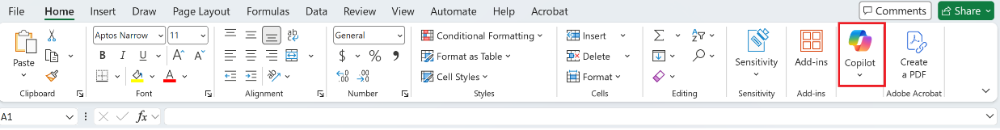 File Home Insert Draw Page Layout Formulas Data Review View Automate Help Acrobat Comments Share
Paste
Clipboard
Aptos Narrow 11
B I U A A
A
Font
ab
Alignment
General
$ % 9
.00
.00
Number
Conditional Formatting
Format as Table
Cell Styles
Styles
Insert
Delete
Format
Cells
Editing
Sensitivity
Sensitivity
Add-ins
Add-ins
Copilot
Create
a PDF
Adobe Acrobat
A1 fx